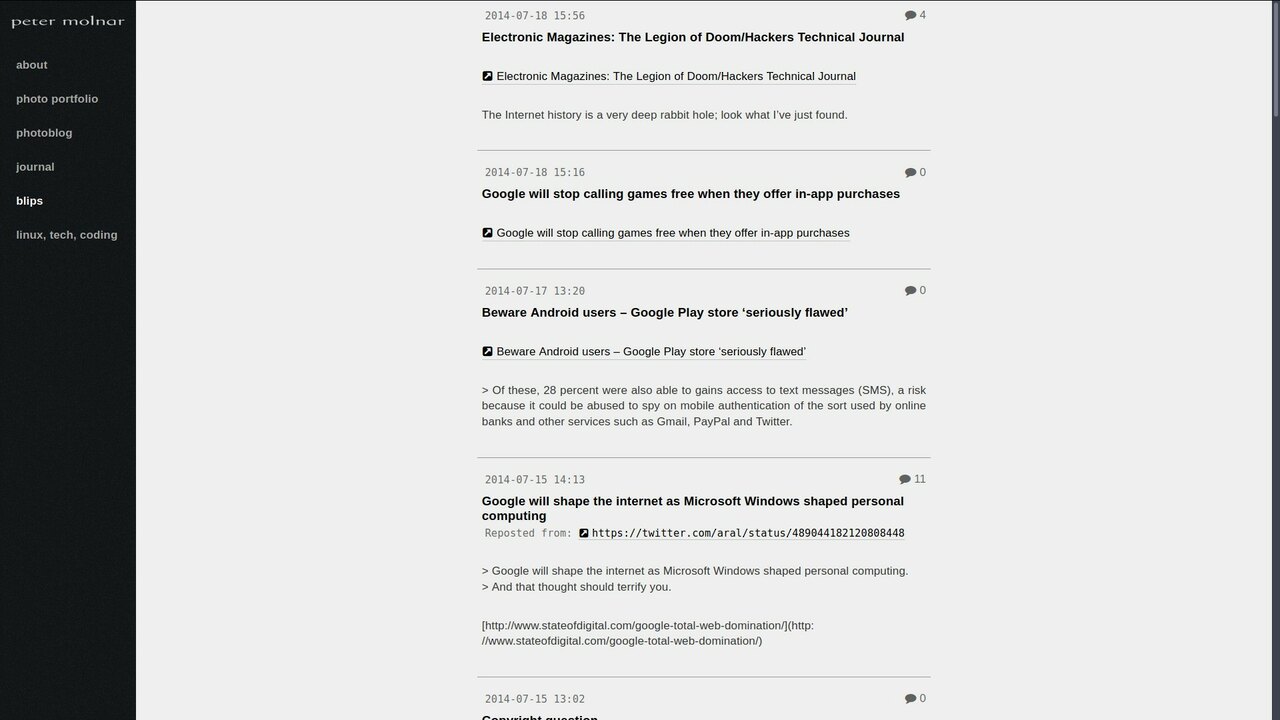 peter molnar
about
photo portfolio
photoblog
journal
blips
linux, tech, coding
2014-07-18 15:56
4
Electronic Magazines: The Legion of Doom/Hackers Technical Journal
Electronic Magazines: The Legion of Doom/Hackers Technical Journal
The Internet history is a very deep rabbit hole; look what I’ve just found.
2014-07-18 15:16
0
Google will stop calling games free when they offer in-app purchases
Google will stop calling games free when they offer in-app purchases
2014-07-17 13:20
0
Beware Android users – Google Play store ‘seriously flawed’
Beware Android users – Google Play store ‘seriously flawed’
> Of these, 28 percent were also able to gains access to text messages (SMS), a risk
because it could be abused to spy on mobile authentication of the sort used by online
banks and other services such as Gmail, PayPal and Twitter.
2014-07-15 14:13
11
Google will shape the internet as Microsoft Windows shaped personal
computing
Reposted from: https://twitter.com/aral/status/489044182120808448
> Google will shape the internet as Microsoft Windows shaped personal computing.
> And that thought should terrify you.
[http://www.stateofdigital.com/google-total-web-domination/](http:
//www.stateofdigital.com/google-total-web-domination/)
2014-07-15 13:02
0
Copyright question